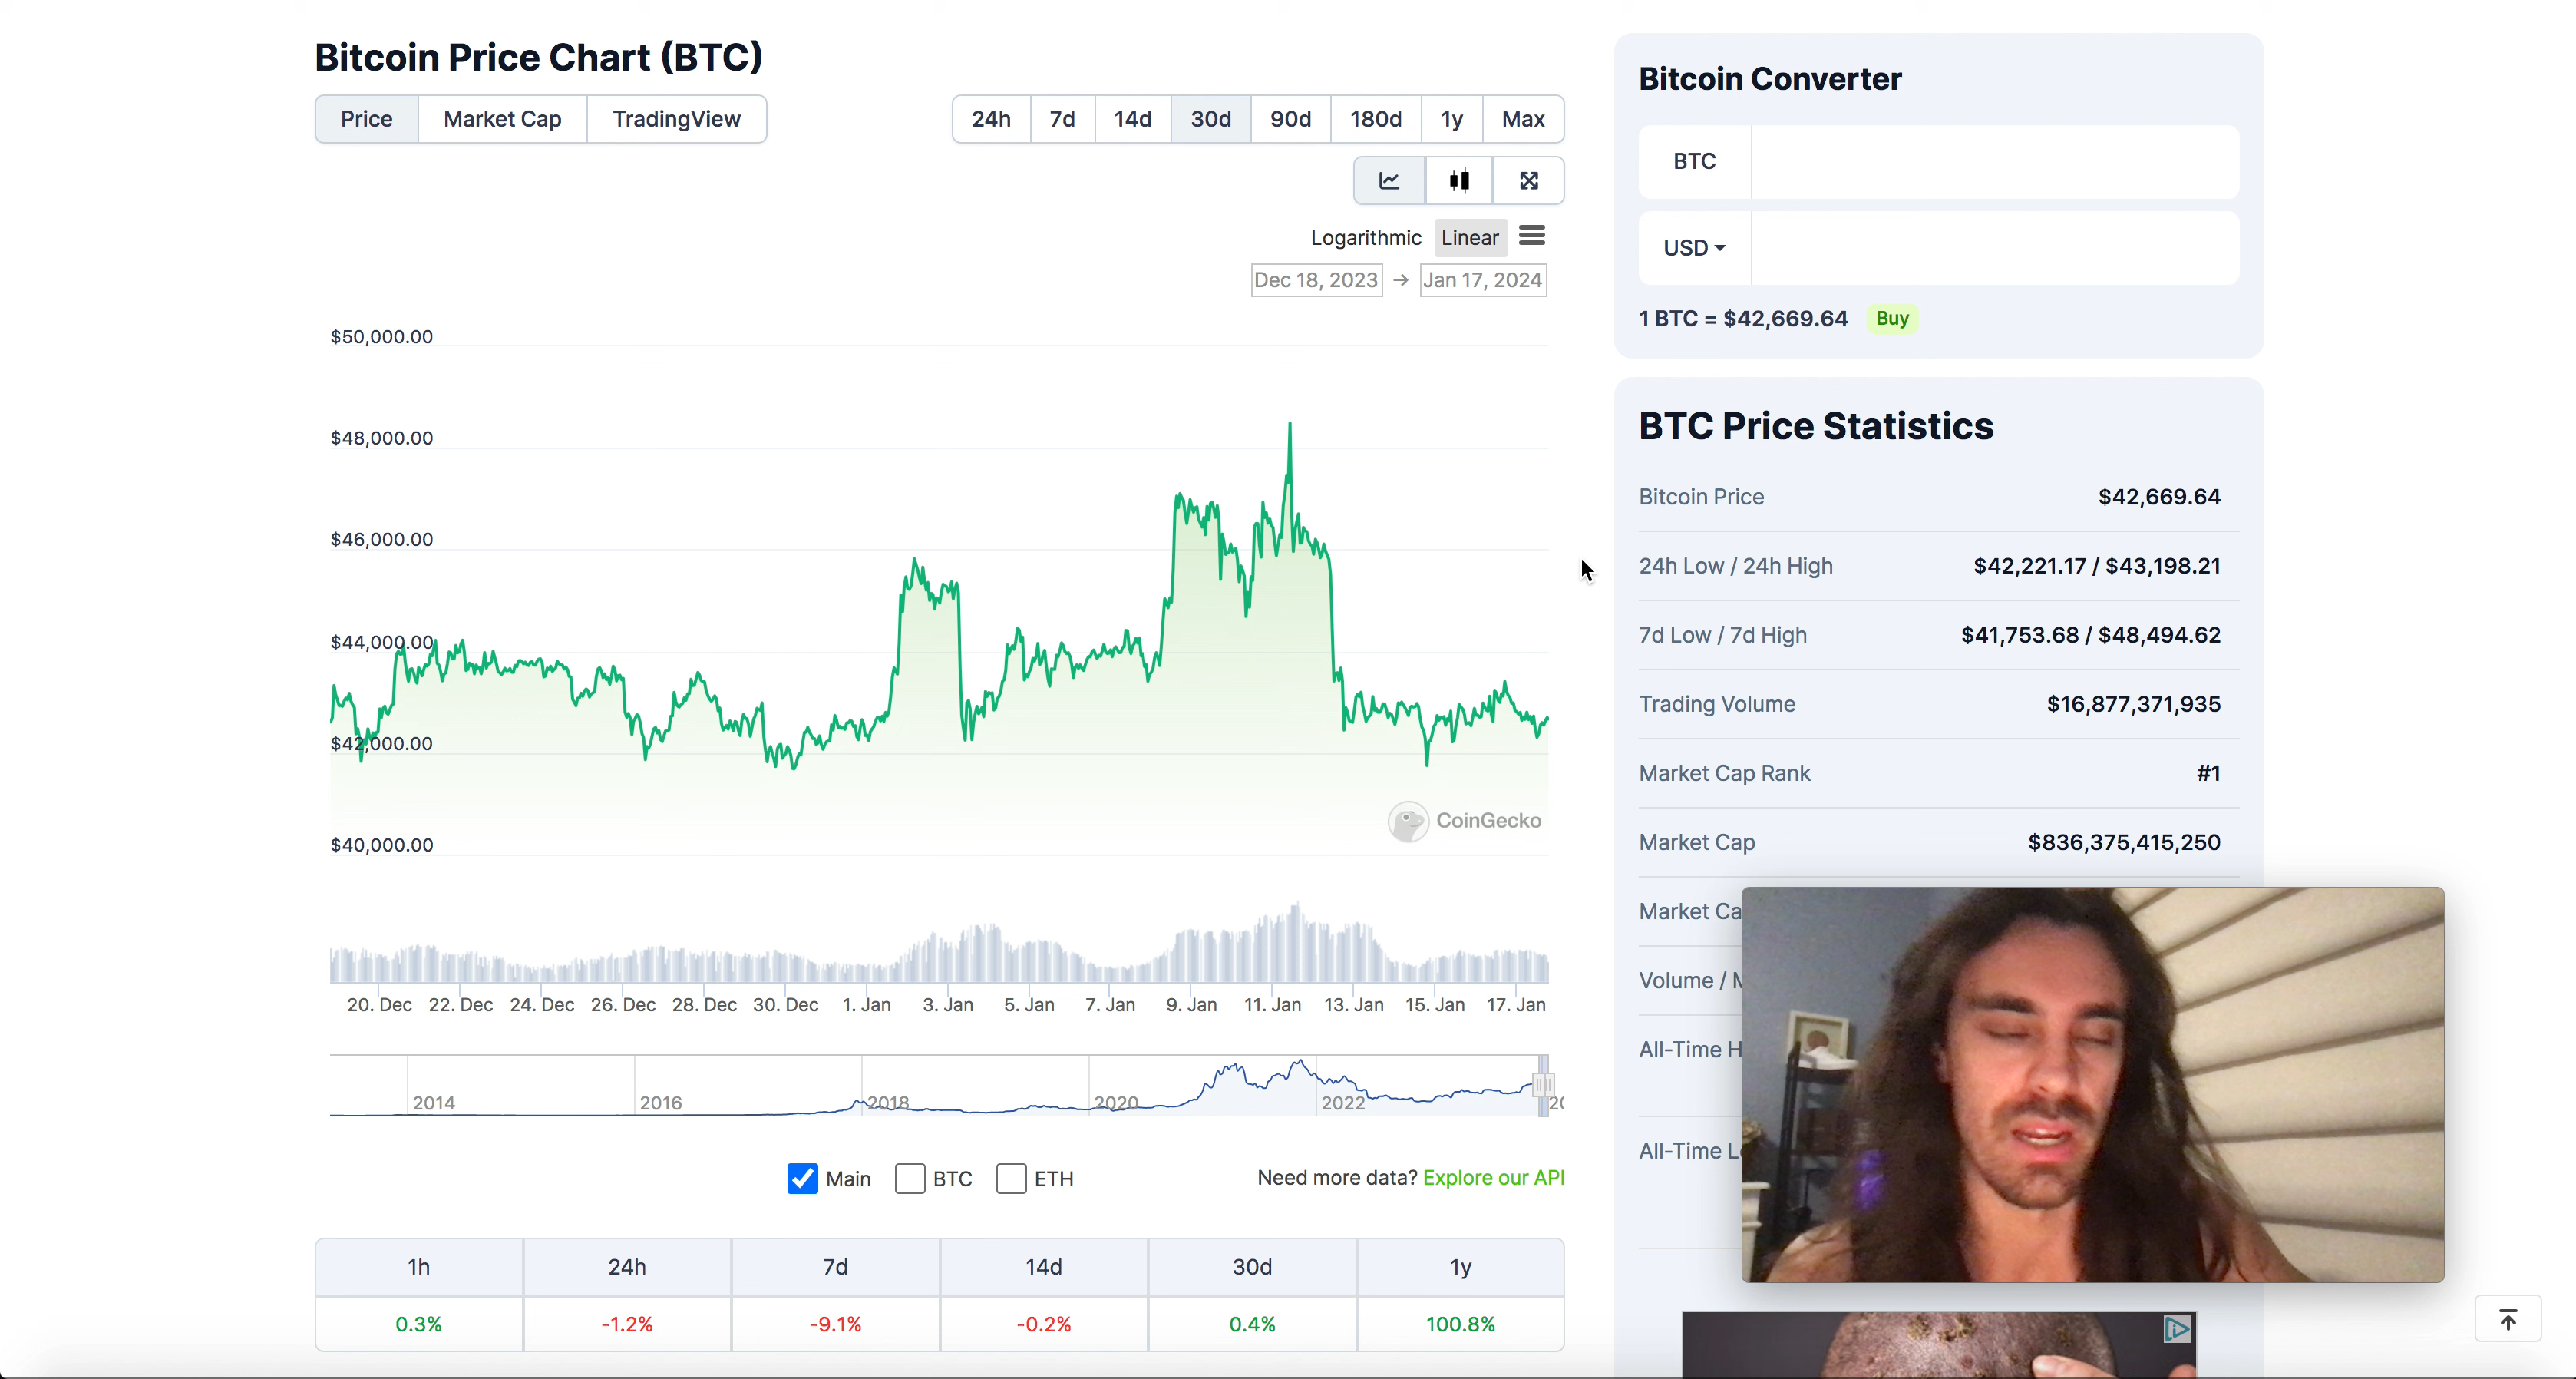 Bitcoin Price Chart (BTC)
Price Market Cap TradingView
24h 7d 14d 30d 90d 180d 1y Max
Logarithmic Linear
Dec 18, 2023 → Jan 17, 2024
$50,000.00
$48,000.00
$46,000.00
$44,000.00
$42,000.00
$40,000.00
CoinGecko
20. Dec 22. Dec 24. Dec 26. Dec 28. Dec 30. Dec 1. Jan 3. Jan 5. Jan 7. Jan 9. Jan 11. Jan 13. Jan 15. Jan 17. Jan
2014 2016 2018 2020 2022
Main BTC ETH
Need more data? Explore our API
1h 24h 7d 14d 30d 1y
0.3% -1.2% -9.1% -0.2% 0.4% 100.8%
Bitcoin Converter
BTC
USD
1 BTC = $42,669.64 Buy
BTC Price Statistics
Bitcoin Price $42,669.64
24h Low / 24h High $42,221.17 / $43,198.21
7d Low / 7d High $41,753.68 / $48,494.62
Trading Volume $16,877,371,935
Market Cap Rank #1
Market Cap $836,375,415,250
Market
Volume /
All-Time
All-Time